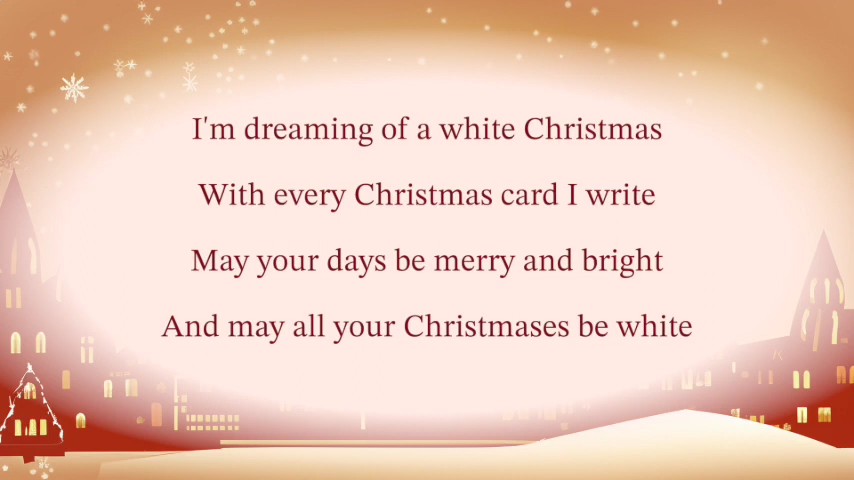 I'm dreaming of a white Christmas
With every Christmas card I write
May your days be merry and bright
And may all your Christmases be white